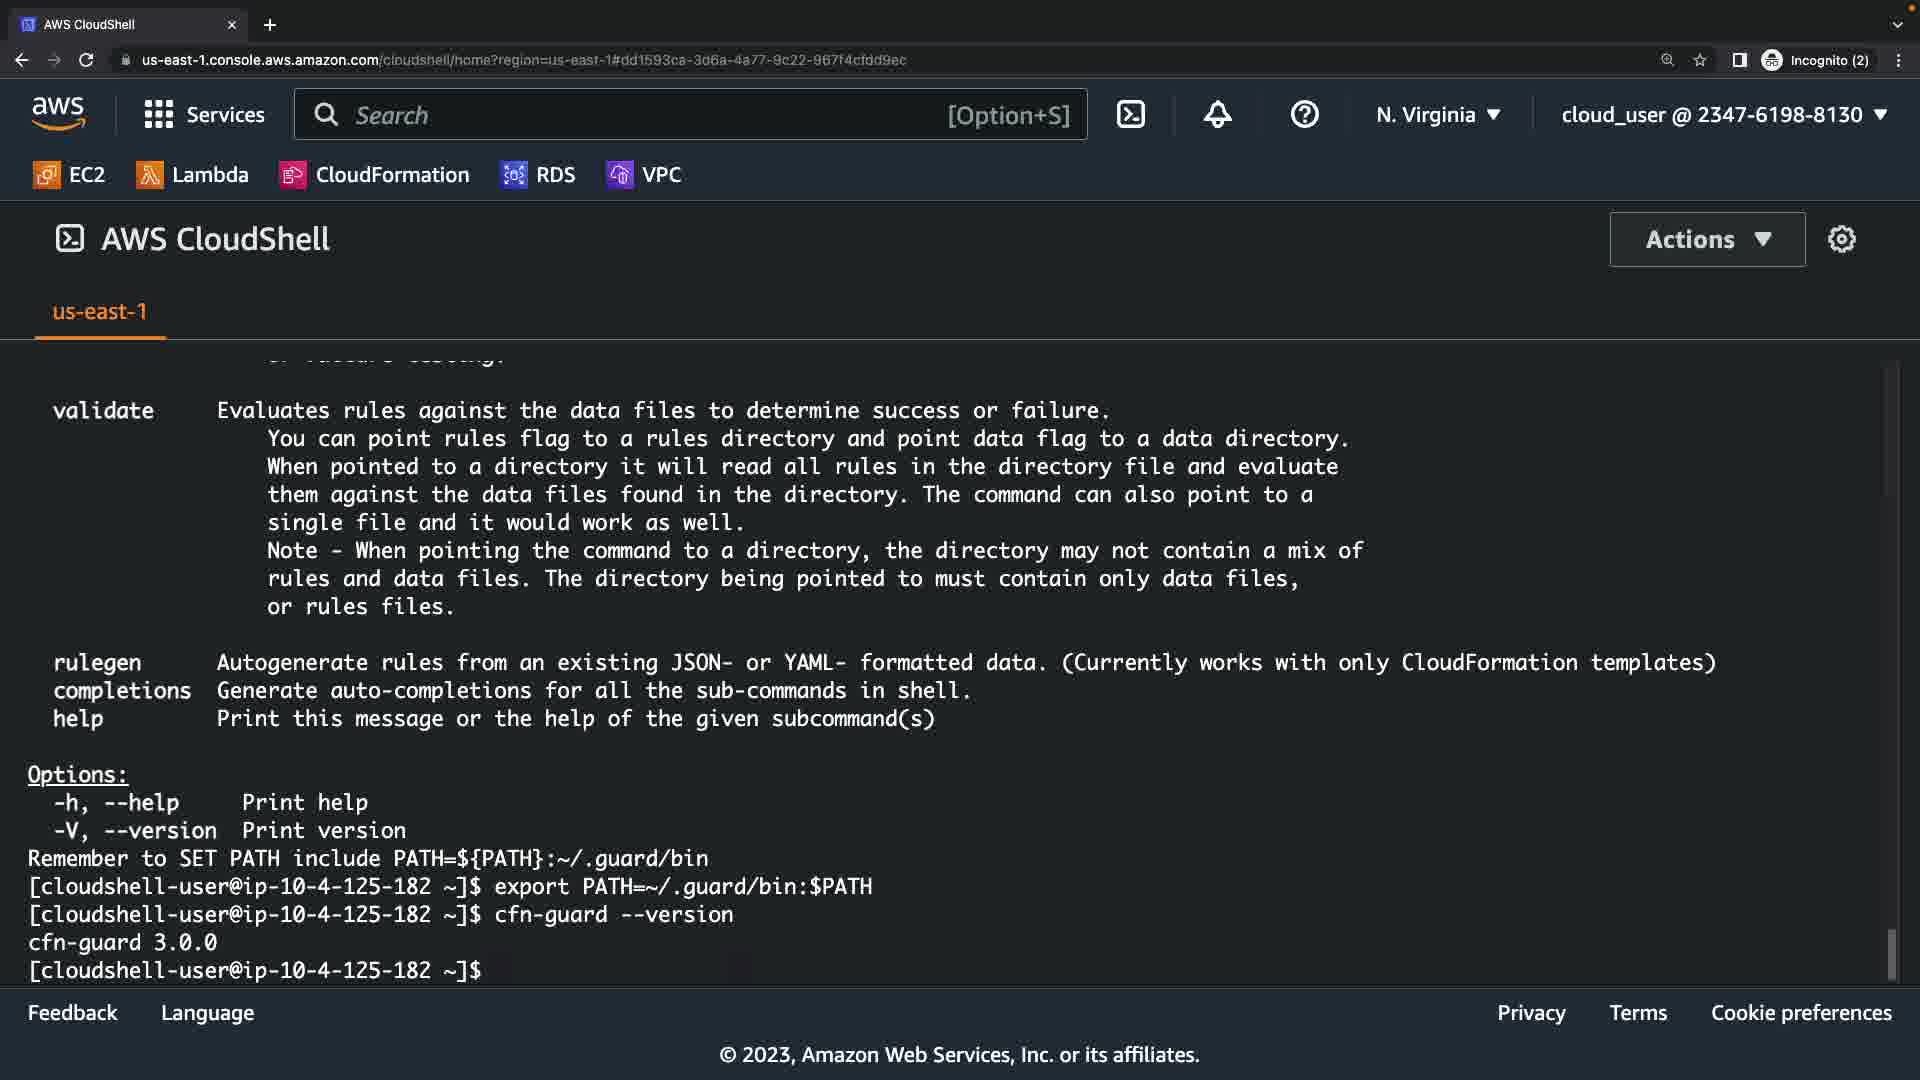 AWS CloudShell
us-east-1.console.aws.amazon.com/cloudshell/home?region=us-east-1#dd1593ca-3d6a-4a77-9c22-967f4cfdd9ec
Incognito (2)
aws
Services
Search
[Option+S]
N. Virginia
cloud_user @ 2347-6198-8130
EC2
Lambda
CloudFormation
RDS
VPC
AWS CloudShell
Actions
us-east-1
validate Evaluates rules against the data files to determine success or failure.
You can point rules flag to a rules directory and point data flag to a data directory.
When pointed to a directory it will read all rules in the directory file and evaluate
them against the data files found in the directory. The command can also point to a
single file and it would work as well.
Note - When pointing the command to a directory, the directory may not contain a mix of
rules and data files. The directory being pointed to must contain only data files,
or rules files.
rulegen Autogenerate rules from an existing JSON- or YAML- formatted data. (Currently works with only CloudFormation templates)
completions Generate auto-completions for all the sub-commands in shell.
help Print this message or the help of the given subcommand(s)
Options:
-h, --help Print help
-V, --version Print version
Remember to SET PATH include PATH=${PATH}:~/.guard/bin
[cloudshell-user@ip-10-4-125-182 ~]$ export PATH=~/.guard/bin:$PATH
[cloudshell-user@ip-10-4-125-182 ~]$ cfn-guard --version
cfn-guard 3.0.0
[cloudshell-user@ip-10-4-125-182 ~]$
Feedback
Language
Privacy
Terms
Cookie preferences
© 2023, Amazon Web Services, Inc. or its affiliates.